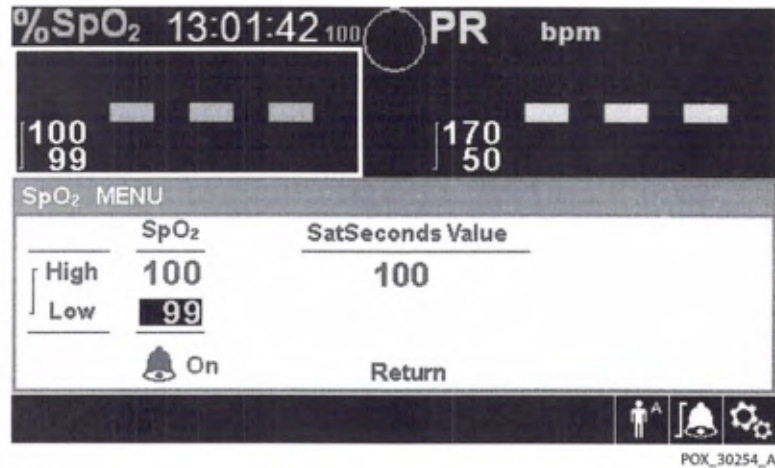 %SpO₂ 13:01:42 100 PR bpm
--- ---
100 170
99 50
SpO₂ MENU
SpO₂ SatSeconds Value
High 100 100
Low 99
On Return
A
POX_30254_A